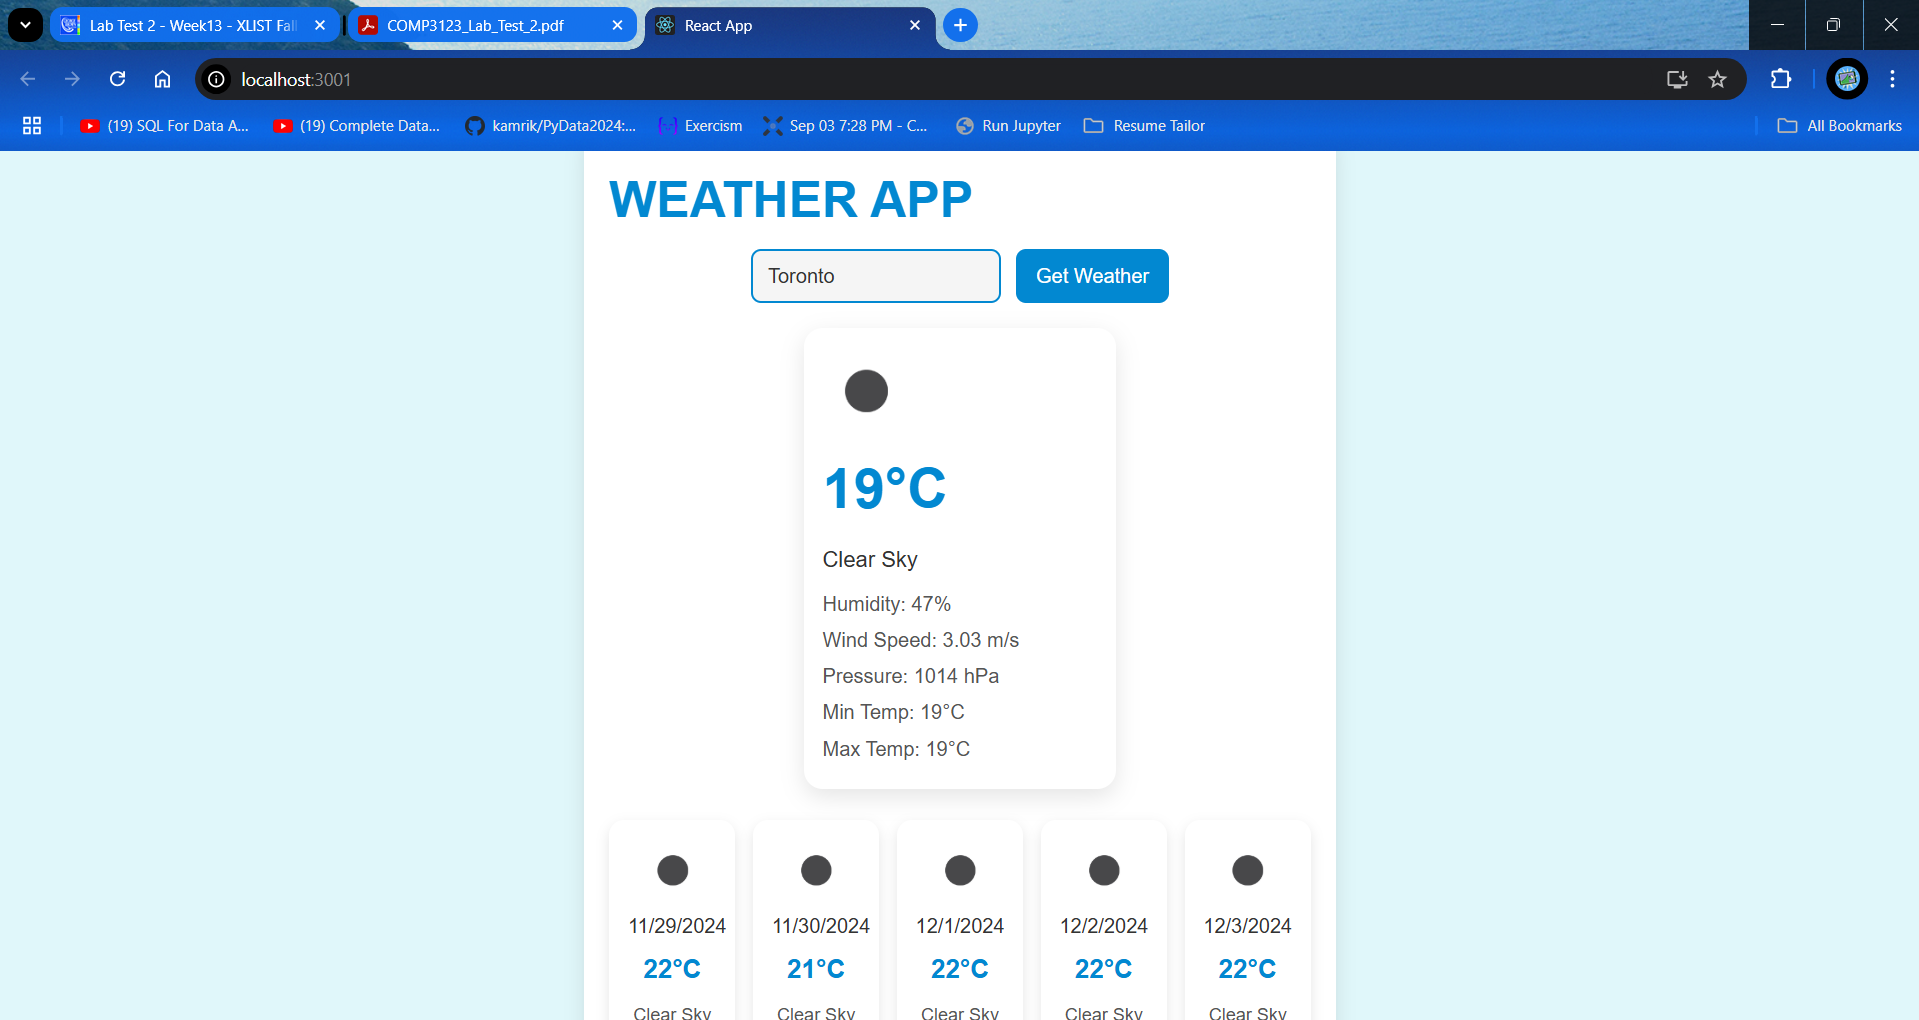 Lab Test 2 - Week13 - XLIST Fall
COMP3123_Lab_Test_2.pdf
React App
localhost:3001
(19) SQL For Data A...
(19) Complete Data...
kamrik/PyData2024:...
Exercism
Sep 03 7:28 PM - C...
Run Jupyter
Resume Tailor
All Bookmarks
WEATHER APP
Toronto
Get Weather
19°C
Clear Sky
Humidity: 47%
Wind Speed: 3.03 m/s
Pressure: 1014 hPa
Min Temp: 19°C
Max Temp: 19°C
11/29/2024
22°C
Clear Sky
11/30/2024
21°C
Clear Sky
12/1/2024
22°C
Clear Sky
12/2/2024
22°C
Clear Sky
12/3/2024
22°C
Clear Sky